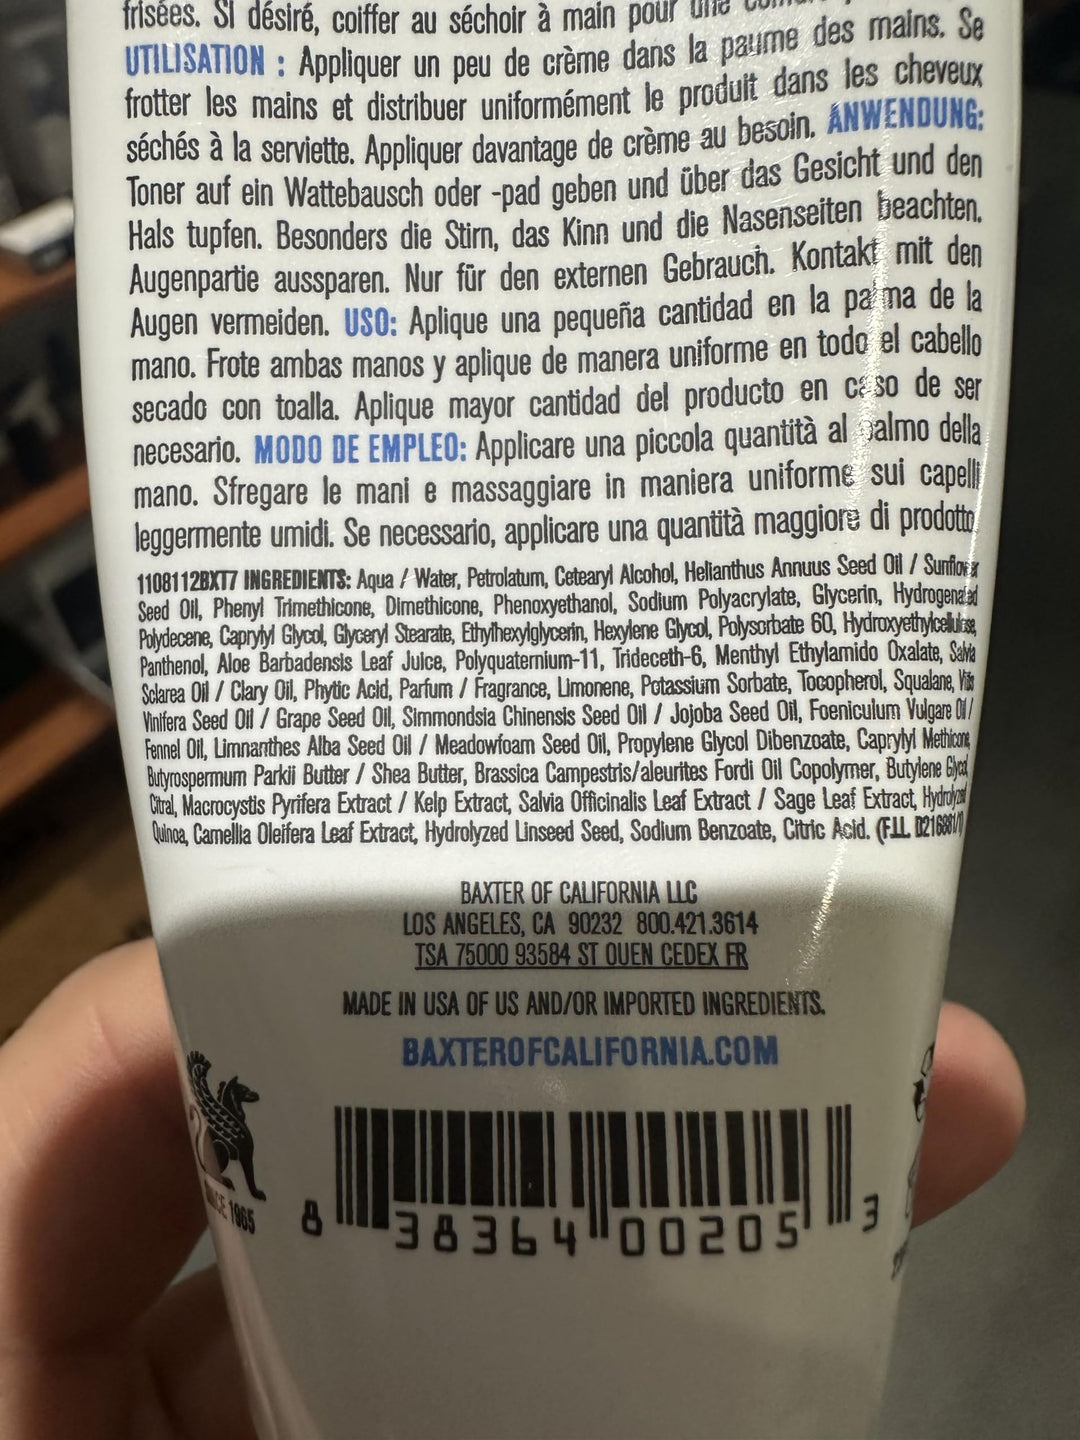 frisées. Si désiré, coiffer au séchoir à main pour une
UTILISATION : Appliquer un peu de crème dans la paume des mains. Se
frotter les mains et distribuer uniformément le produit dans les cheveux
séchés à la serviette. Appliquer davantage de crème au besoin. ANWENDUNG:
Toner auf ein Wattebausch oder -pad geben und über das Gesicht und den
Hals tupfen. Besonders die Stirn, das Kinn und die Nasenseiten beachten.
Augenpartie aussparen. Nur für den externen Gebrauch. Kontakt mit den
Augen vermeiden. USO: Aplique una pequeña cantidad en la palma de la
mano. Frote ambas manos y aplique de manera uniforme en todo el cabello
secado con toalla. Aplique mayor cantidad del producto en caso de ser
necesario. MODO DE EMPLEO: Applicare una piccola quantità al palmo della
mano. Sfregare le mani e massaggiare in maniera uniforme sui capelli
leggermente umidi. Se necessario, applicare una quantità maggiore di prodotto
1108112BXT7 INGREDIENTS: Aqua / Water, Petrolatum, Cetearyl Alcohol, Helianthus Annuus Seed Oil / Sunflower
Seed Oil, Phenyl Trimethicone, Dimethicone, Phenoxyethanol, Sodium Polyacrylate, Glycerin, Hydrogenated
Polydecene, Caprylyl Glycol, Glyceryl Stearate, Ethylhexylglycerin, Hexylene Glycol, Polysorbate 60, Hydroxyethylcellulose,
Panthenol, Aloe Barbadensis Leaf Juice, Polyquaternium-11, Trideceth-6, Menthyl Ethylamido Oxalate, Salvia
Sclarea Oil / Clary Oil, Phytic Acid, Parfum / Fragrance, Limonene, Potassium Sorbate, Tocopherol, Squalane, Vitis
Vinifera Seed Oil / Grape Seed Oil, Simmondsia Chinensis Seed Oil / Jojoba Seed Oil, Foeniculum Vulgare Oil /
Fennel Oil, Limnanthes Alba Seed Oil / Meadowfoam Seed Oil, Propylene Glycol Dibenzoate, Caprylyl Methicone,
Butyrospermum Parkii Butter / Shea Butter, Brassica Campestris/aleurites Fordi Oil Copolymer, Butylene Glycol,
Citral, Macrocystis Pyrifera Extract / Kelp Extract, Salvia Officinalis Leaf Extract / Sage Leaf Extract, Hydrolyzed
Quinoa, Camellia Oleifera Leaf Extract, Hydrolyzed Linseed Seed, Sodium Benzoate, Citric Acid. (F.I.L. D216881/1)
BAXTER OF CALIFORNIA LLC
LOS ANGELES, CA 90232 800.421.3614
TSA 75000 93584 ST OUEN CEDEX FR
MADE IN USA OF US AND/OR IMPORTED INGREDIENTS.
BAXTEROFCALIFORNIA.COM
1965
8 38364 00205 3